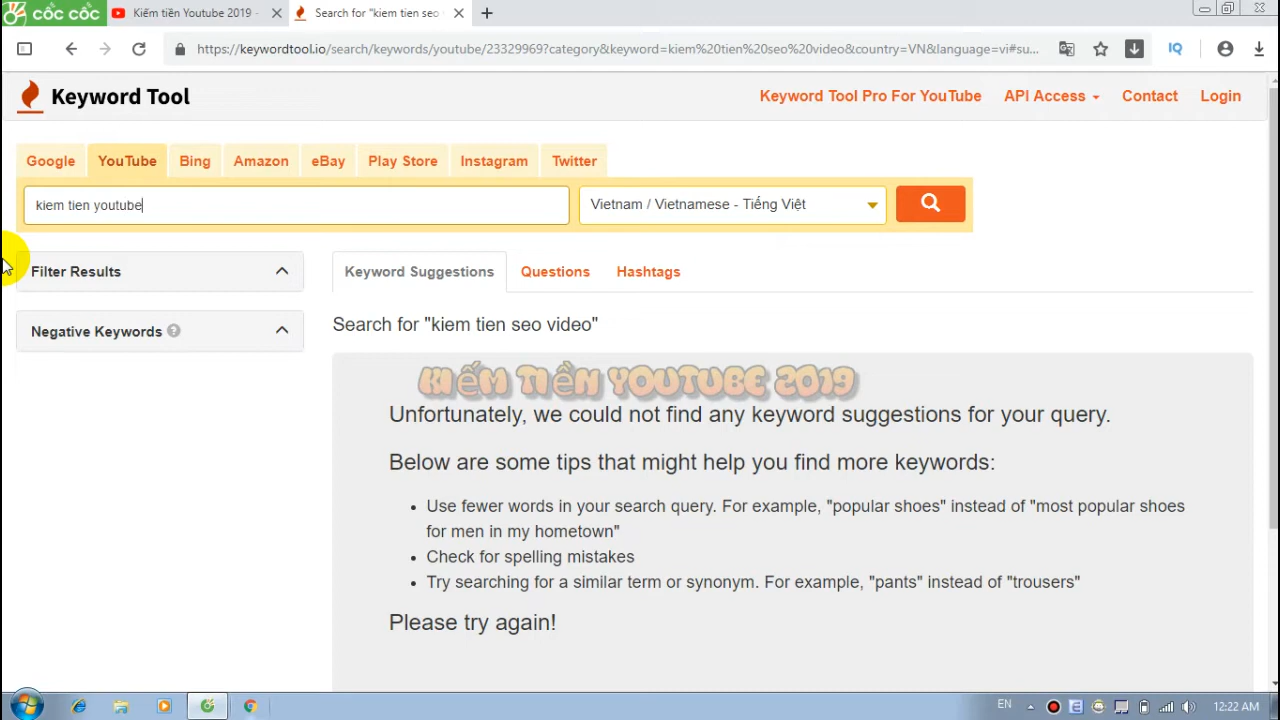 cốc cốc
Kiếm tiền Youtube 2019 -
Search for "kiem tien seo
https://keywordtool.io/search/keywords/youtube/23329969?category&keyword=kiem%20tien%20seo%20video&country=VN&language=vi#su...
IQ
Keyword Tool
Keyword Tool Pro For YouTube
API Access
Contact
Login
Google
YouTube
Bing
Amazon
eBay
Play Store
Instagram
Twitter
kiem tien youtube
Vietnam / Vietnamese - Tiếng Việt
Filter Results
Keyword Suggestions
Questions
Hashtags
Negative Keywords ?
Search for "kiem tien seo video"
KIẾM TIỀN YOUTUBE 2019
Unfortunately, we could not find any keyword suggestions for your query.
Below are some tips that might help you find more keywords:
• Use fewer words in your search query. For example, "popular shoes" instead of "most popular shoes
for men in my hometown"
• Check for spelling mistakes
• Try searching for a similar term or synonym. For example, "pants" instead of "trousers"
Please try again!
EN
12:22 AM